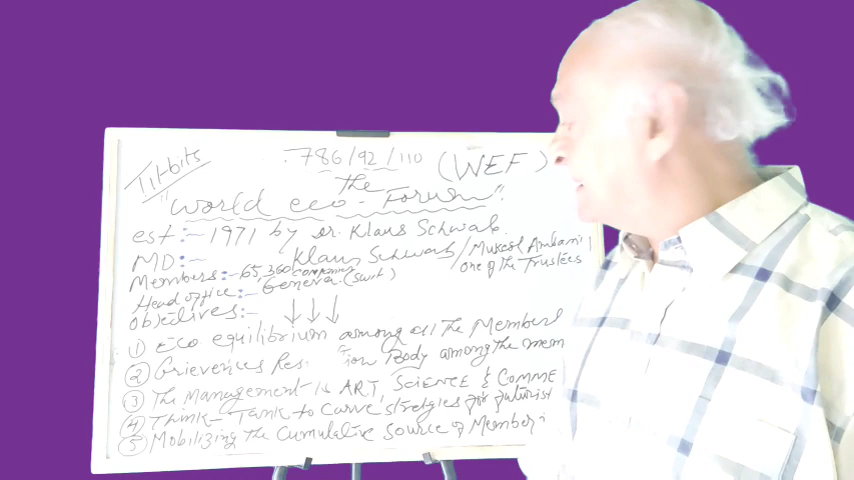 Tit-bits
786/92/110 (WEF)
the
"World eco-Forum".
est:- 1971 by Dr. Klaus Schwab.
MD:- Klaus Schwab / Mukesh Ambani
one of the Trustees
Members:- 65,360 companies
Head office:- Geneva (Swit)
Objectives:-
① Eco equilibrium among all The Members
② Grievences Body among the mem
③ The Management is ART, SCIENCE & COMME
④ Think-Tank to carve strategies for futurist
⑤ Mobilizing The Cumulative Source of Member